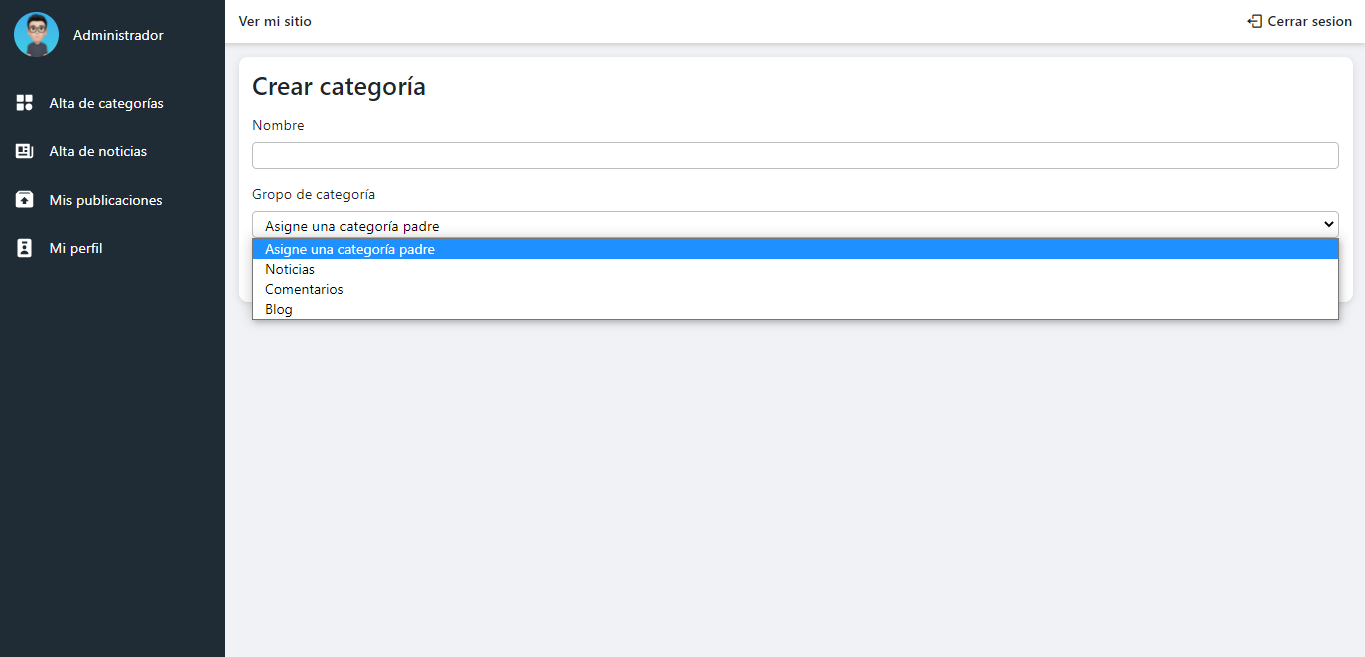 Administrador
Alta de categorías
Alta de noticias
Mis publicaciones
Mi perfil
Ver mi sitio
Cerrar sesion
Crear categoría
Nombre
Gropo de categoría
Asigne una categoría padre
Asigne una categoría padre
Noticias
Comentarios
Blog